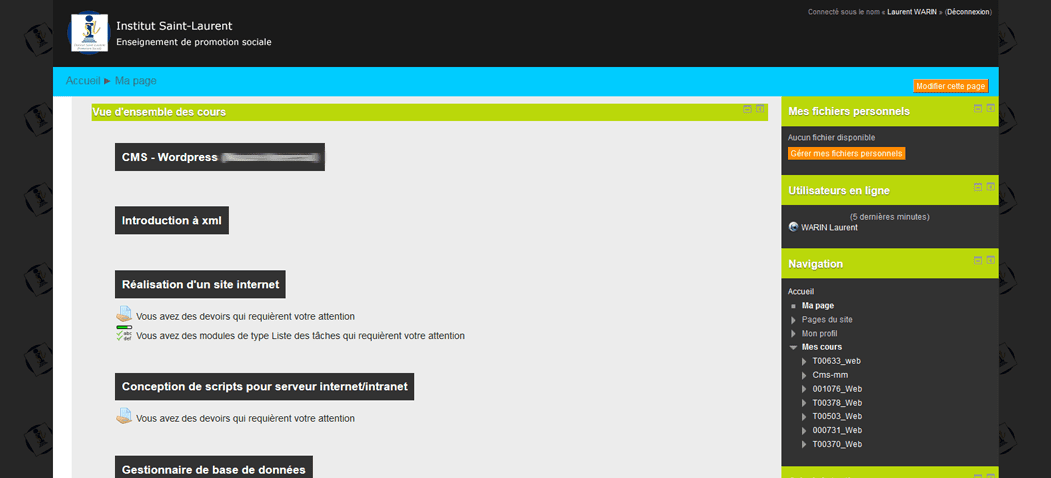 Institut Saint-Laurent
Enseignement de promotion sociale
Connecté sous le nom « Laurent WARIN » (Déconnexion)
Accueil ► Ma page
Modifier cette page
Vue d'ensemble des cours
CMS - Wordpress
Introduction à xml
Réalisation d'un site internet
Vous avez des devoirs qui requièrent votre attention
Vous avez des modules de type Liste des tâches qui requièrent votre attention
Conception de scripts pour serveur internet/intranet
Vous avez des devoirs qui requièrent votre attention
Gestionnaire de base de données
Mes fichiers personnels
Aucun fichier disponible
Gérer mes fichiers personnels
Utilisateurs en ligne
(5 dernières minutes)
WARIN Laurent
Navigation
Accueil
Ma page
Pages du site
Mon profil
Mes cours
T00633_web
Cms-mm
001076_Web
T00378_Web
T00503_Web
000731_Web
T00370_Web